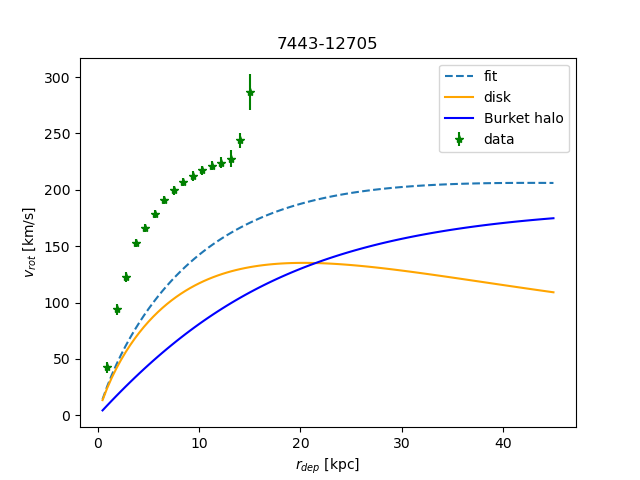 7443-12705
300
250
200
150
100
50
0
v_rot [km/s]
fit
disk
Burket halo
data
0 10 20 30 40
r_dep [kpc]